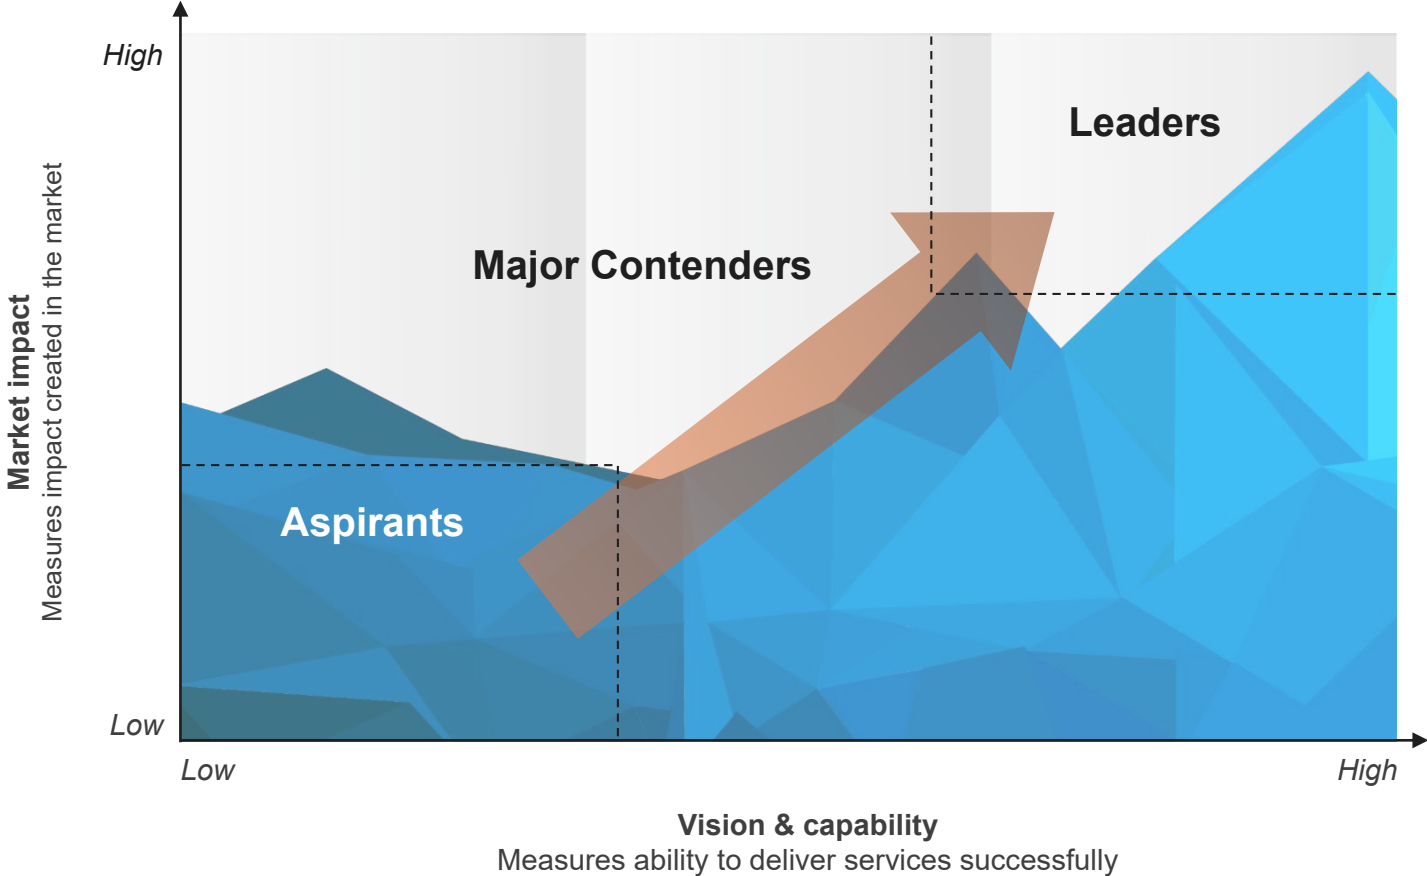 High
Leaders
Major Contenders
Market impact
Measures impact created in the market
Aspirants
Low
Low
High
Vision & capability
Measures ability to deliver services successfully